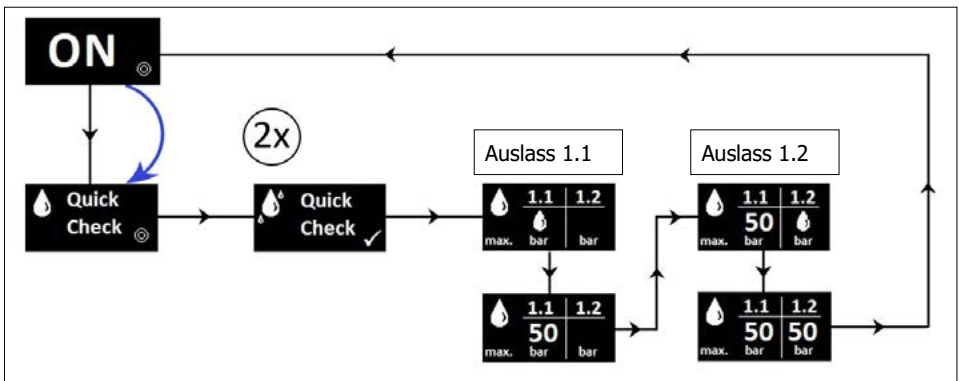 ON
2x
Auslass 1.1
Auslass 1.2
Quick
Check
Quick
Check
1.1 1.2
max. bar bar
1.1 1.2
50
max. bar bar
1.1 1.2
50
max. bar
1.1 1.2
50 50
max. bar bar